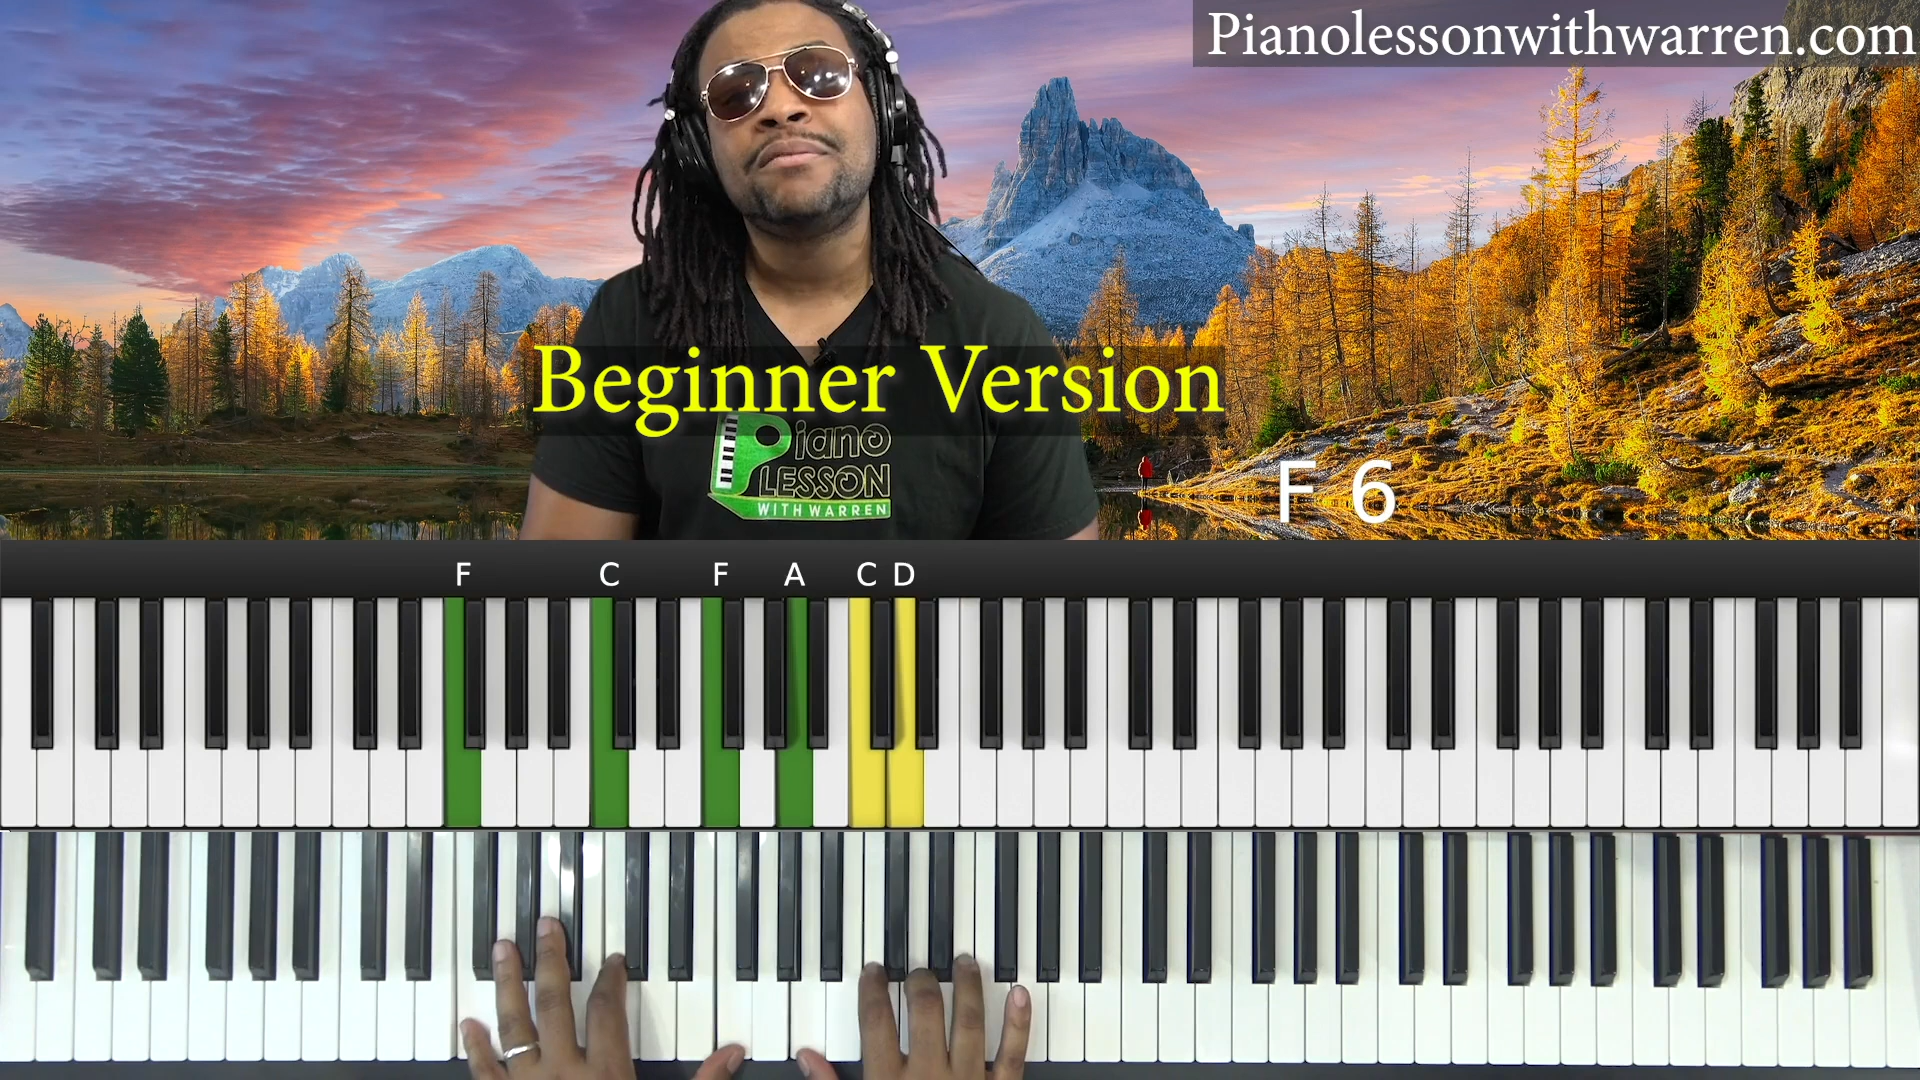 Pianolessonwithwarren.com
Beginner Version
Piano
LESSON
WITH WARREN
F 6
F C F A C D